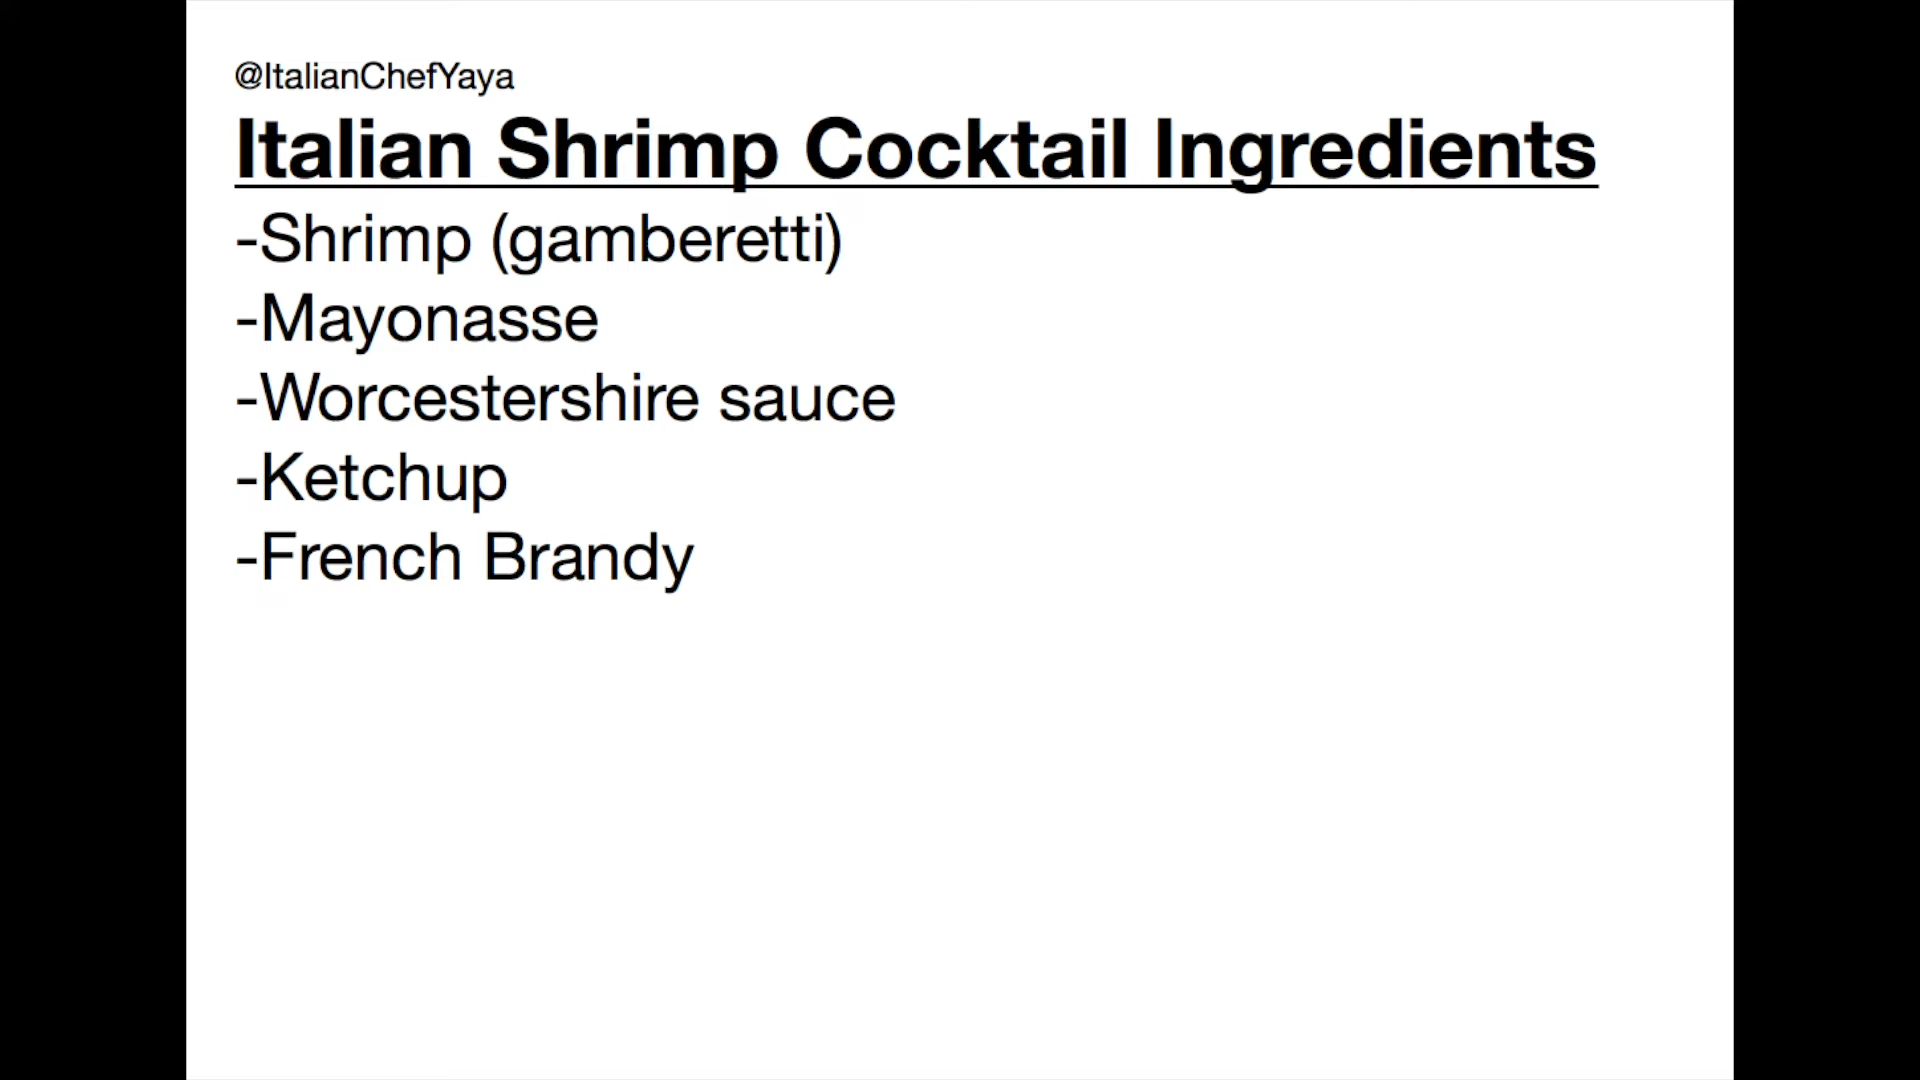 @ItalianChefYaya
Italian Shrimp Cocktail Ingredients
-Shrimp (gamberetti)
-Mayonasse
-Worcestershire sauce
-Ketchup
-French Brandy